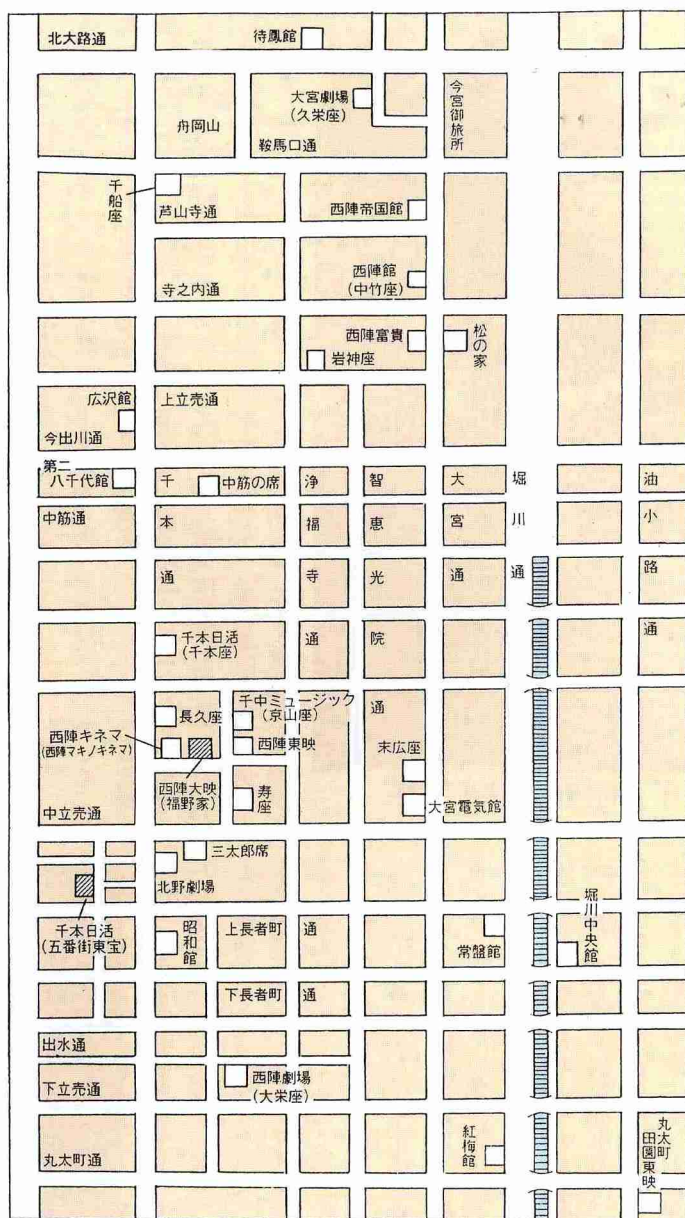 北大路通
待鳳館
大宮劇場
(久栄座)
今宮御旅所
舟岡山
鞍馬口通
千船座
芦山寺通
西陣帝国館
寺之内通
西陣館
(中竹座)
西陣富貴
松の家
岩神座
広沢館
上立売通
今出川通
第二
八千代館
中筋の席
中筋通
千本通
浄福寺通
智恵光院通
大宮通
堀川通
油小路通
千本日活
(千本座)
長久座
千中ミュージック
(京山座)
西陣キネマ
(西陣マキノキネマ)
西陣東映
末広座
西陣大映
(福野家)
寿座
中立売通
大宮電気館
三太郎席
北野劇場
千本日活
(五番街東宝)
昭和館
上長者町通
常盤館
堀川中央館
下長者町通
出水通
下立売通
西陣劇場
(大栄座)
丸太町通
紅梅館
丸太町
田園東映